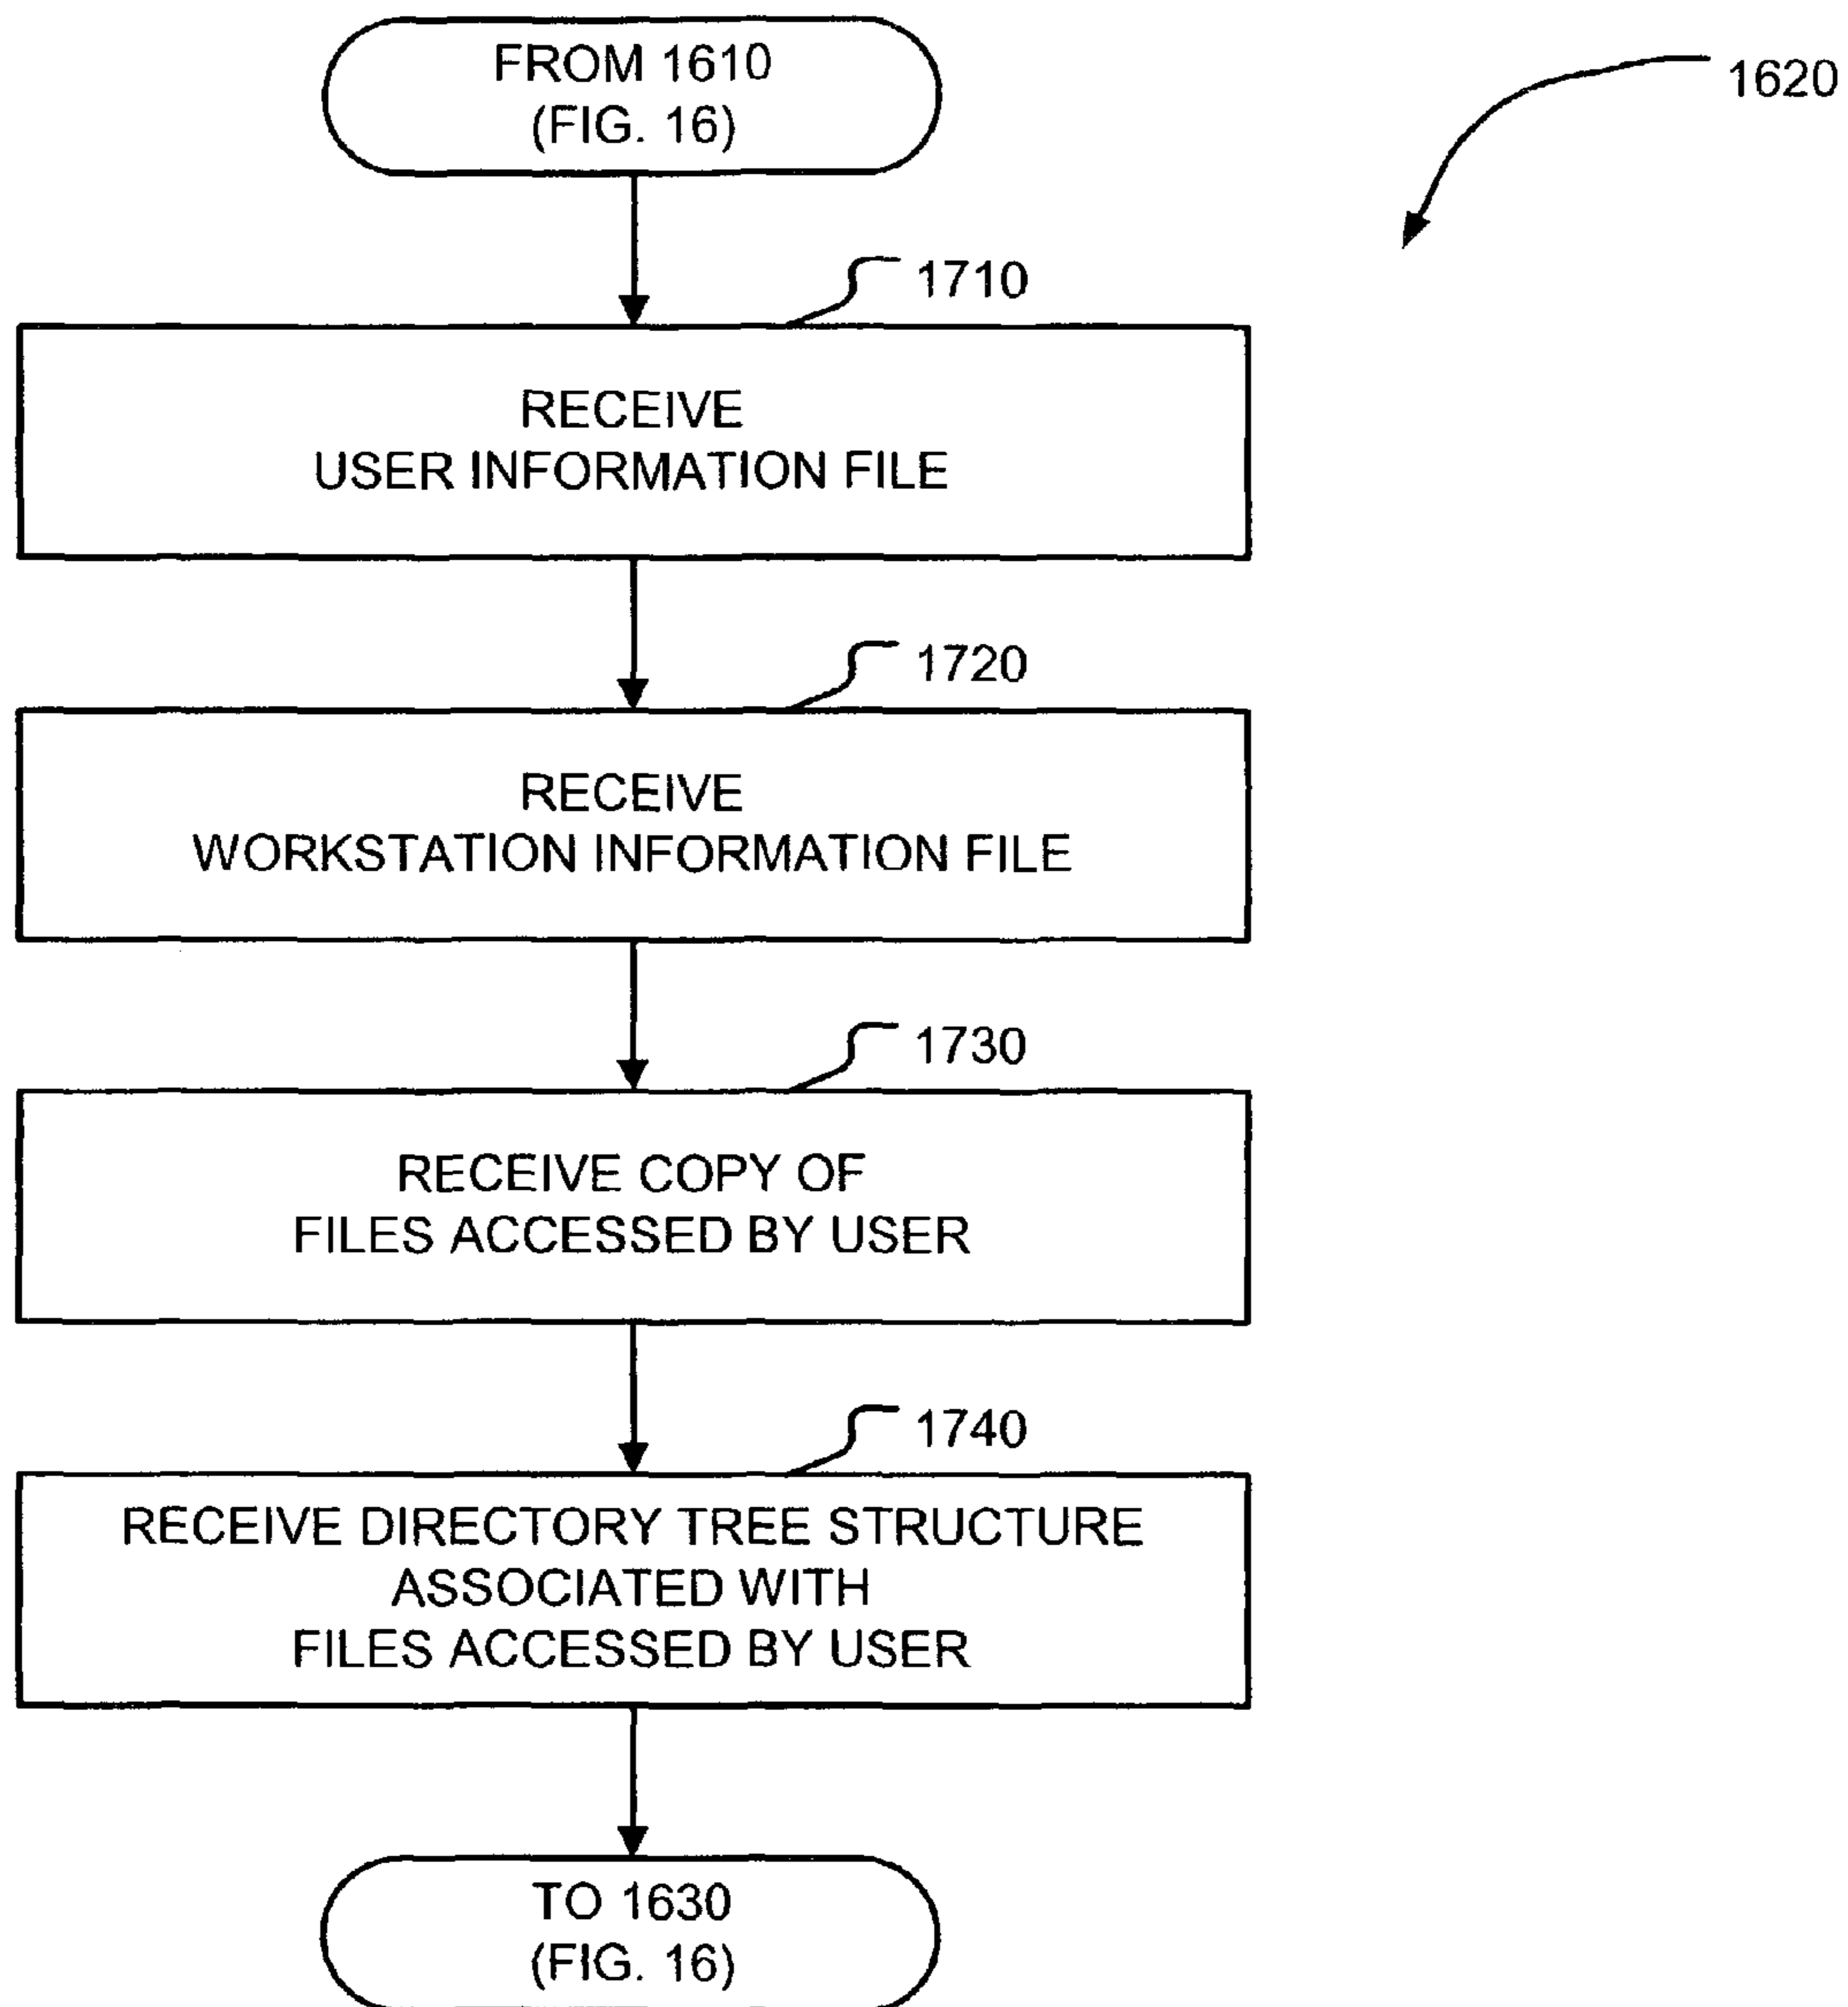 FROM 1610
(FIG. 16)
1620
1710
RECEIVE
USER INFORMATION FILE
1720
RECEIVE
WORKSTATION INFORMATION FILE
1730
RECEIVE COPY OF
FILES ACCESSED BY USER
1740
RECEIVE DIRECTORY TREE STRUCTURE
ASSOCIATED WITH
FILES ACCESSED BY USER
TO 1630
(FIG. 16)